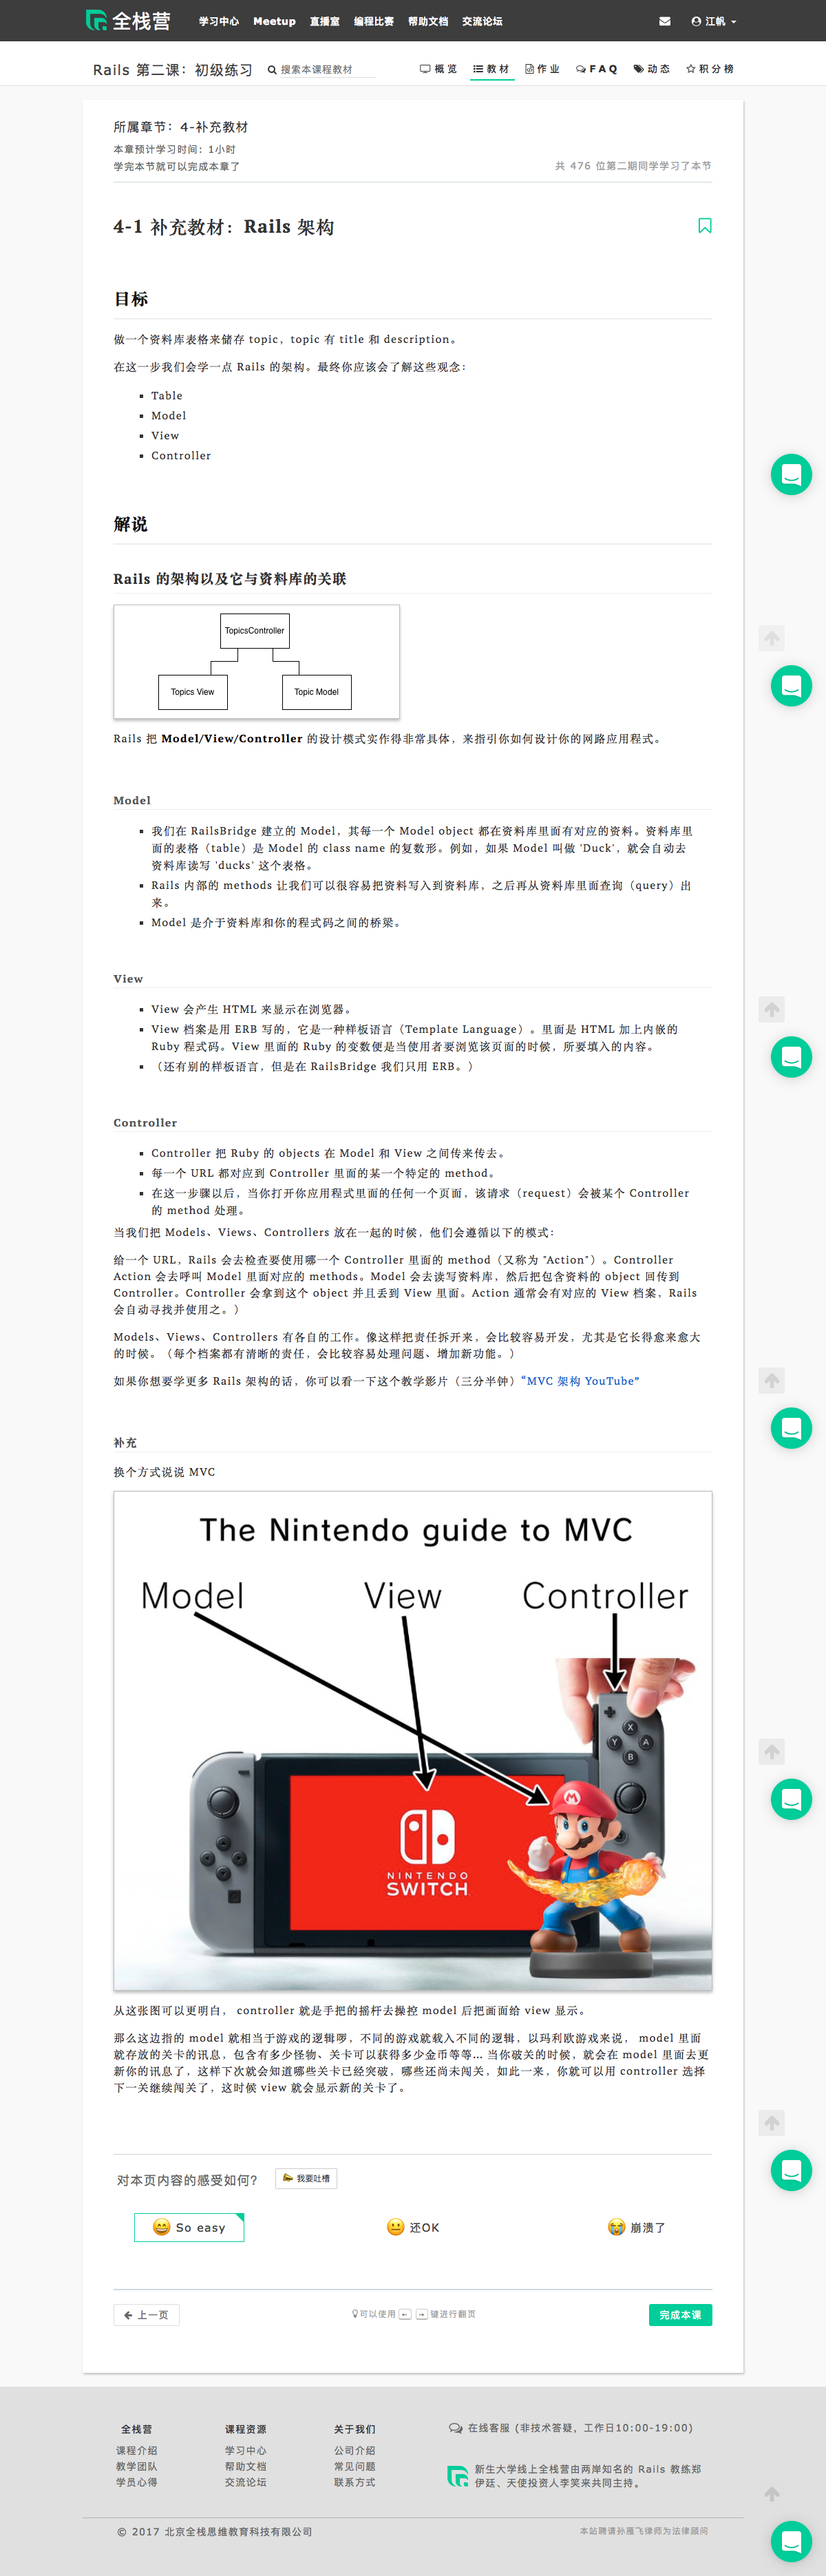 全栈营 学习中心 Meetup 直播室 编程比赛 帮助文档 交流论坛 江帆
Rails 第二课：初级练习 搜索本课程教材 概览 教材 作业 FAQ 动态 积分榜
所属章节：4-补充教材
本章预计学习时间：1小时
学完本节就可以完成本章了 共 476 位第二期同学学习了本节
4-1 补充教材：Rails 架构
目标
做一个资料库表格来储存 topic，topic 有 title 和 description。
在这一步我们会学一点 Rails 的架构。最终你应该会了解这些观念：
Table
Model
View
Controller
解说
Rails 的架构以及它与资料库的关联
TopicsController
Topics View Topic Model
Rails 把 Model/View/Controller 的设计模式实作得非常具体，来指引你如何设计你的网路应用程式。
Model
我们在 RailsBridge 建立的 Model，其每一个 Model object 都在资料库里面有对应的资料。资料库里
面的表格（table）是 Model 的 class name 的复数形。例如，如果 Model 叫做 'Duck'，就会自动去
资料库读写 'ducks' 这个表格。
Rails 内部的 methods 让我们可以很容易把资料写入到资料库，之后再从资料库里面查询（query）出
来。
Model 是介于资料库和你的程式码之间的桥梁。
View
View 会产生 HTML 来显示在浏览器。
View 档案是用 ERB 写的，它是一种样板语言（Template Language）。里面是 HTML 加上内嵌的
Ruby 程式码。View 里面的 Ruby 的变数便是当使用者要浏览该页面的时候，所要填入的内容。
（还有别的样板语言，但是在 RailsBridge 我们只用 ERB。）
Controller
Controller 把 Ruby 的 objects 在 Model 和 View 之间传来传去。
每一个 URL 都对应到 Controller 里面的某一个特定的 method。
在这一步骤以后，当你打开你应用程式里面的任何一个页面，该请求（request）会被某个 Controller
的 method 处理。
当我们把 Models、Views、Controllers 放在一起的时候，他们会遵循以下的模式：
给一个 URL，Rails 会去检查要使用哪一个 Controller 里面的 method（又称为 "Action"）。Controller
Action 会去呼叫 Model 里面对应的 methods。Model 会去读写资料库，然后把包含资料的 object 回传到
Controller。Controller 会拿到这个 object 并且丢到 View 里面。Action 通常会有对应的 View 档案，Rails
会自动寻找并使用之。）
Models、Views、Controllers 有各自的工作。像这样把责任拆开来，会比较容易开发，尤其是它长得愈来愈大
的时候。（每个档案都有清晰的责任，会比较容易处理问题、增加新功能。）
如果你想要学更多 Rails 架构的话，你可以看一下这个教学影片（三分半钟）“MVC 架构 YouTube”
补充
换个方式说说 MVC
The Nintendo guide to MVC
Model View Controller
X
Y A
B
M
NINTENDO
SWITCH
从这张图可以更明白， controller 就是手把的摇杆去操控 model 后把画面给 view 显示。
那么这边指的 model 就相当于游戏的逻辑啰，不同的游戏就载入不同的逻辑，以玛利欧游戏来说， model 里面
就存放的关卡的讯息，包含有多少怪物、关卡可以获得多少金币等等... 当你破关的时候，就会在 model 里面去更
新你的讯息了，这样下次就会知道哪些关卡已经突破，哪些还尚未闯关，如此一来，你就可以用 controller 选择
下一关继续闯关了，这时候 view 就会显示新的关卡了。
对本页内容的感受如何? 我要吐槽
So easy 还OK 崩溃了
上一页 可以使用 ← → 键进行翻页 完成本课
全栈营 课程资源 关于我们 在线客服 (非技术答疑，工作日10:00-19:00)
课程介绍 学习中心 公司介绍
教学团队 帮助文档 常见问题 新生大学线上全栈营由两岸知名的 Rails 教练郑
学员心得 交流论坛 联系方式 伊廷、天使投资人李笑来共同主持。
© 2017 北京全栈思维教育科技有限公司 本站聘请孙雁飞律师为法律顾问